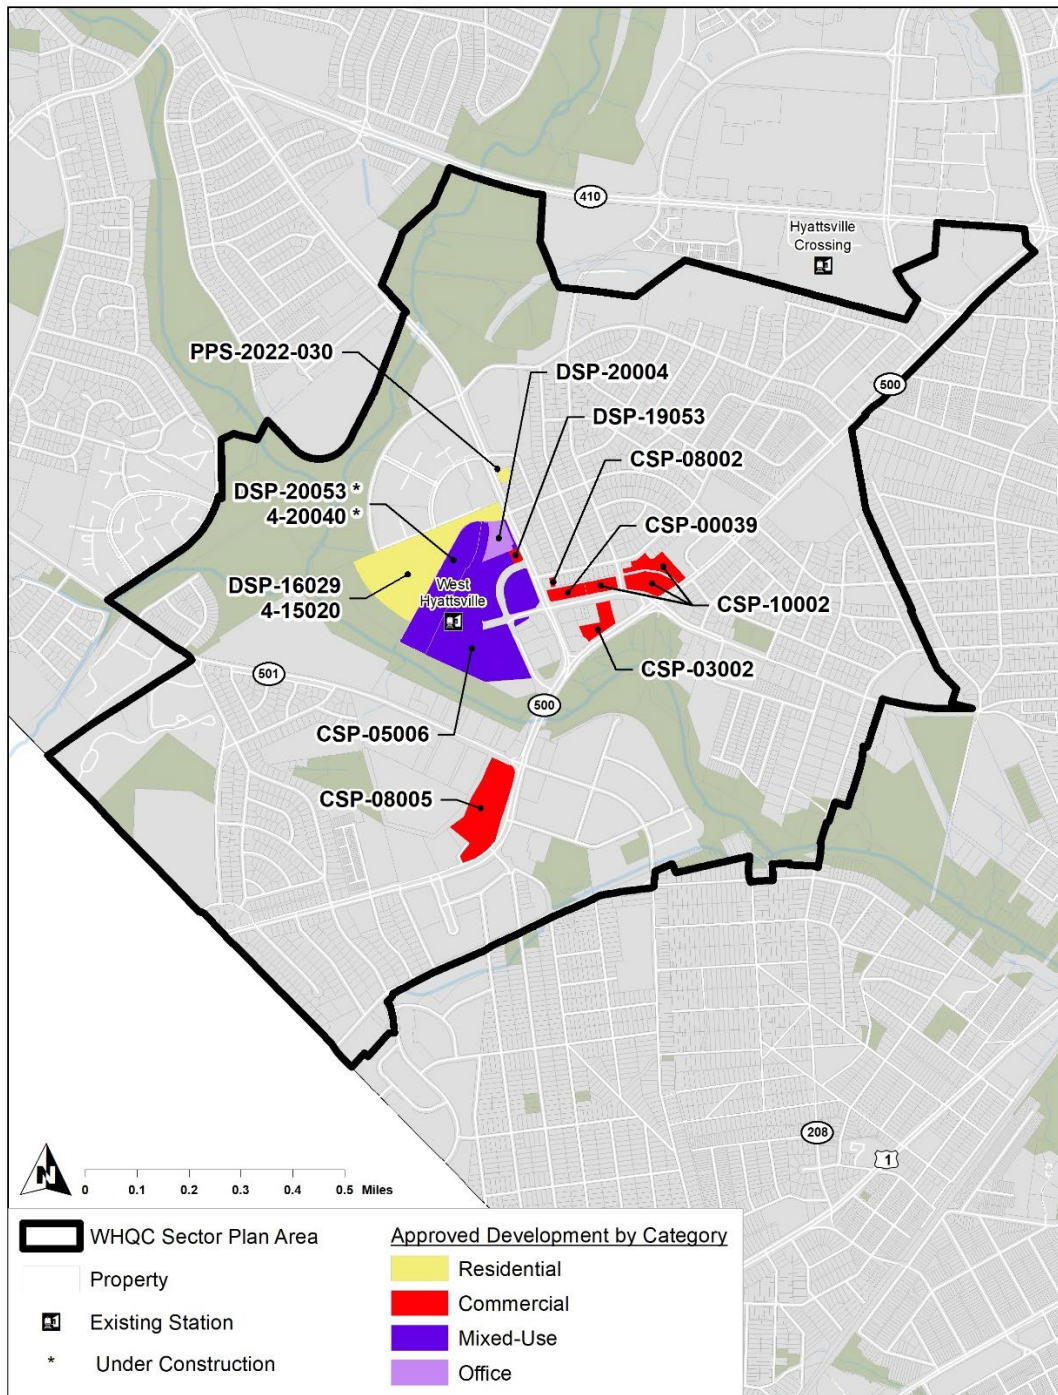 410
Hyattsville
Crossing
500
PPS-2022-030
DSP-20004
DSP-19053
CSP-08002
DSP-20053 *
4-20040 *
CSP-00039
DSP-16029
4-15020
West
Hyattsville
CSP-10002
CSP-03002
501
500
CSP-05006
CSP-08005
208
1
N
0 0.1 0.2 0.3 0.4 0.5 Miles
WHQC Sector Plan Area
Property
Existing Station
* Under Construction
Approved Development by Category
Residential
Commercial
Mixed-Use
Office